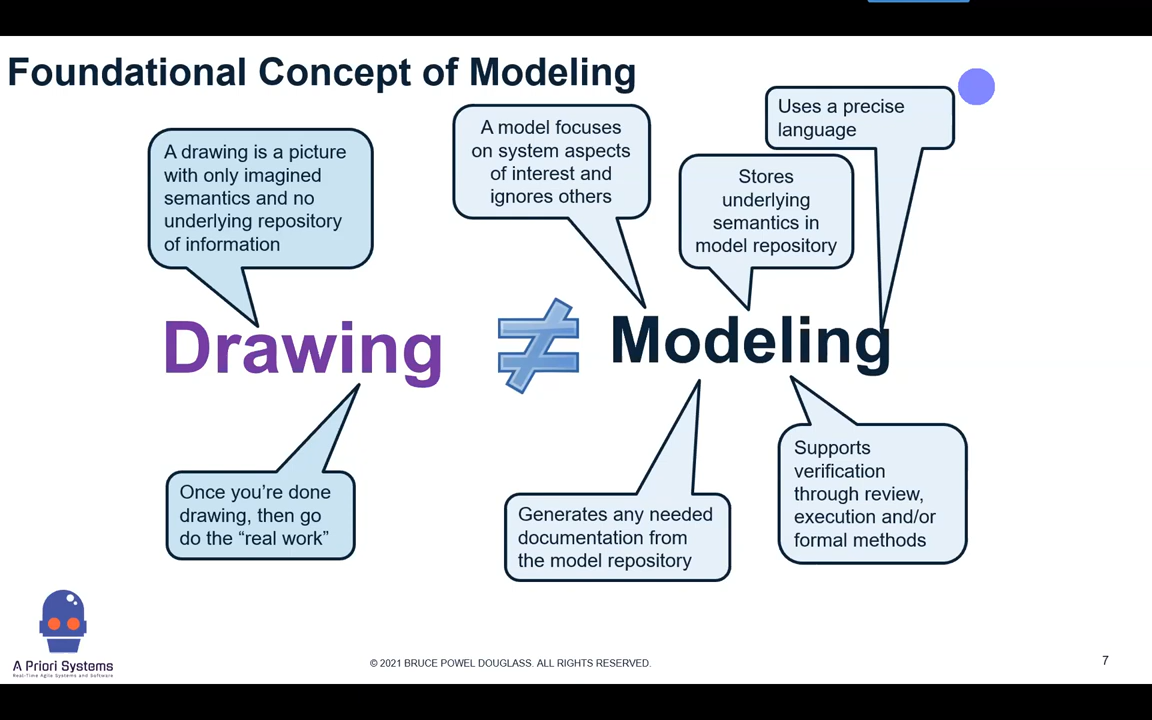 Foundational Concept of Modeling
A drawing is a picture
with only imagined
semantics and no
underlying repository
of information
A model focuses
on system aspects
of interest and
ignores others
Stores
underlying
semantics in
model repository
Uses a precise
language
Drawing
≠
Modeling
Once you’re done
drawing, then go
do the “real work”
Generates any needed
documentation from
the model repository
Supports
verification
through review,
execution and/or
formal methods
A Priori Systems
Real-Time Agile Systems and Software
© 2021 BRUCE POWEL DOUGLASS. ALL RIGHTS RESERVED.
7